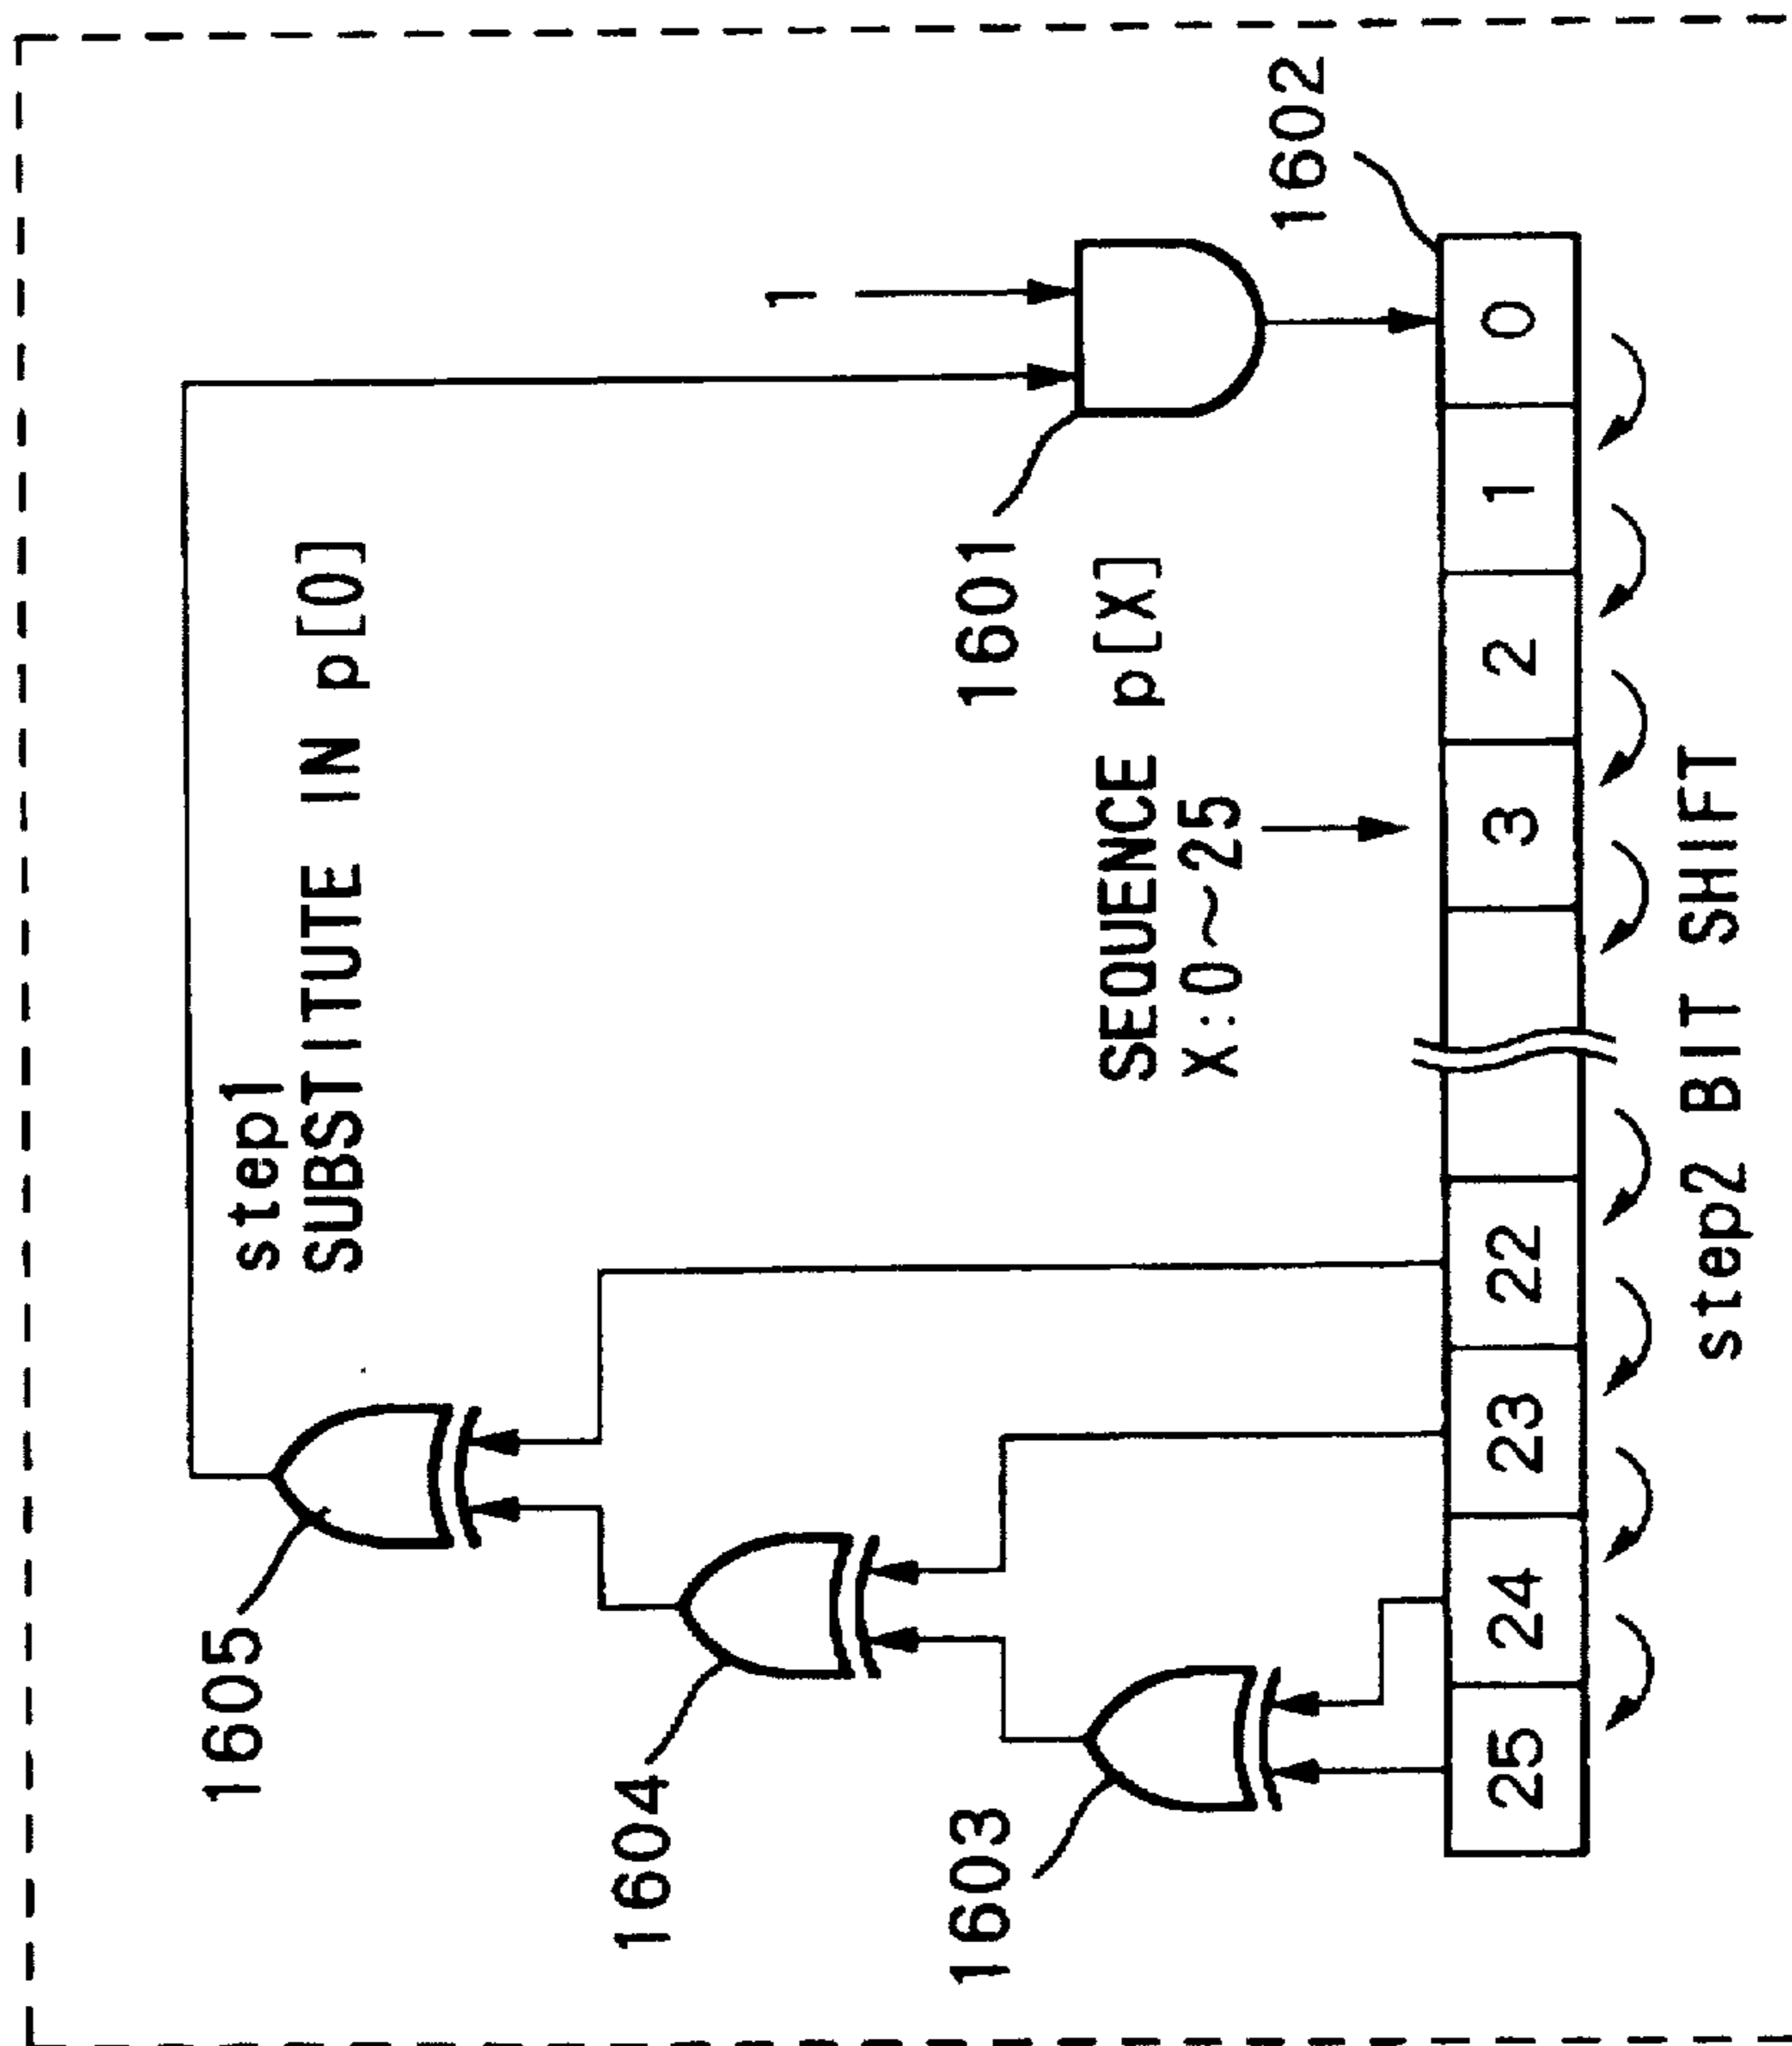 1605
step1
SUBSTITUTE IN p[0]
1604
1603
1
1601
SEQUENCE p[X]
X:0~25
1602
25 24 23 22 3 2 1 0
step2 BIT SHIFT